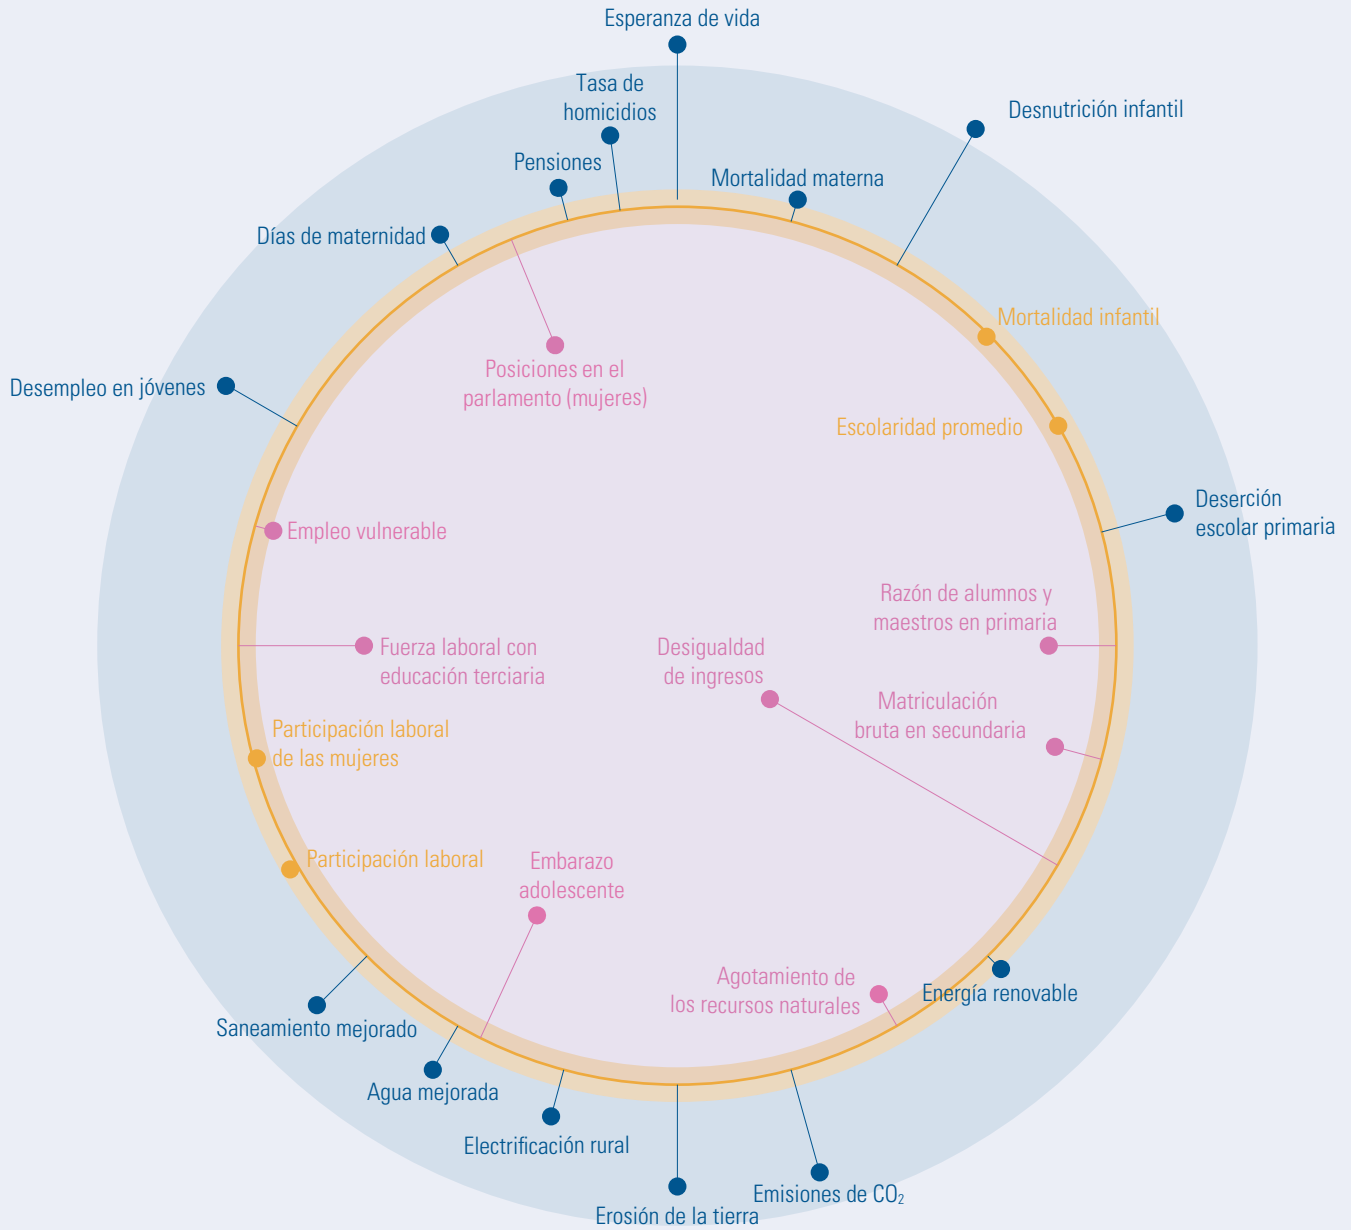 Esperanza de vida
Tasa de
homicidios
Desnutrición infantil
Pensiones
Mortalidad materna
Días de maternidad
Mortalidad infantil
Posiciones en el
parlamento (mujeres)
Desempleo en jóvenes
Escolaridad promedio
Deserción
escolar primaria
Empleo vulnerable
Razón de alumnos y
maestros en primaria
Fuerza laboral con
educación terciaria
Desigualdad
de ingresos
Matriculación
bruta en secundaria
Participación laboral
de las mujeres
Participación laboral
Embarazo
adolescente
Agotamiento de
los recursos naturales
Energía renovable
Saneamiento mejorado
Agua mejorada
Electrificación rural
Emisiones de CO₂
Erosión de la tierra